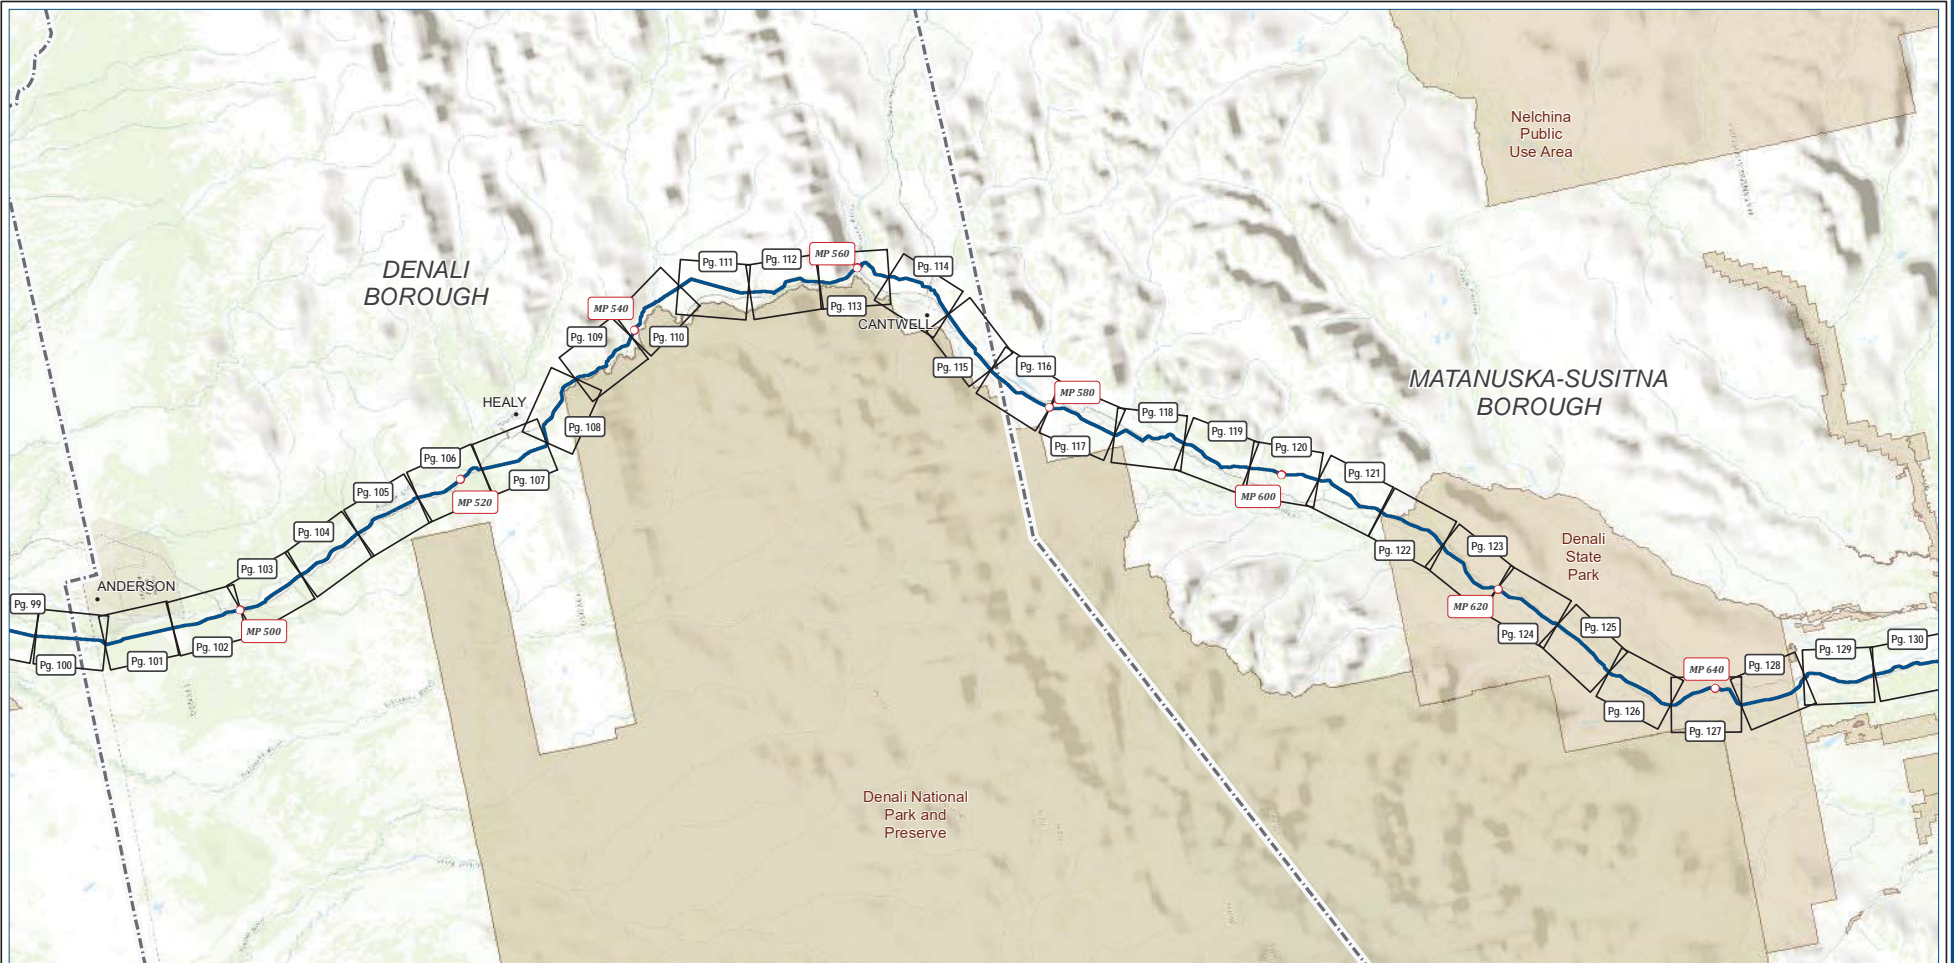 Nelchina
Public
Use Area
DENALI
BOROUGH
MP 560
Pg. 111
Pg. 112
Pg. 114
MP 540
Pg. 113
CANTWELL
Pg. 109
Pg. 110
Pg. 115
Pg. 116
MATANUSKA-SUSITNA
BOROUGH
MP 580
HEALY
Pg. 108
Pg. 118
Pg. 117
Pg. 119
Pg. 120
Pg. 106
Pg. 107
Pg. 121
Pg. 105
MP 520
MP 600
Pg. 104
Pg. 122
Pg. 123
Denali
State
Park
Pg. 103
ANDERSON
Pg. 99
MP 620
Pg. 124
Pg. 125
MP 500
Pg. 102
Pg. 101
Pg. 100
Pg. 130
Pg. 129
Pg. 128
MP 640
Pg. 126
Pg. 127
Denali National
Park and
Preserve